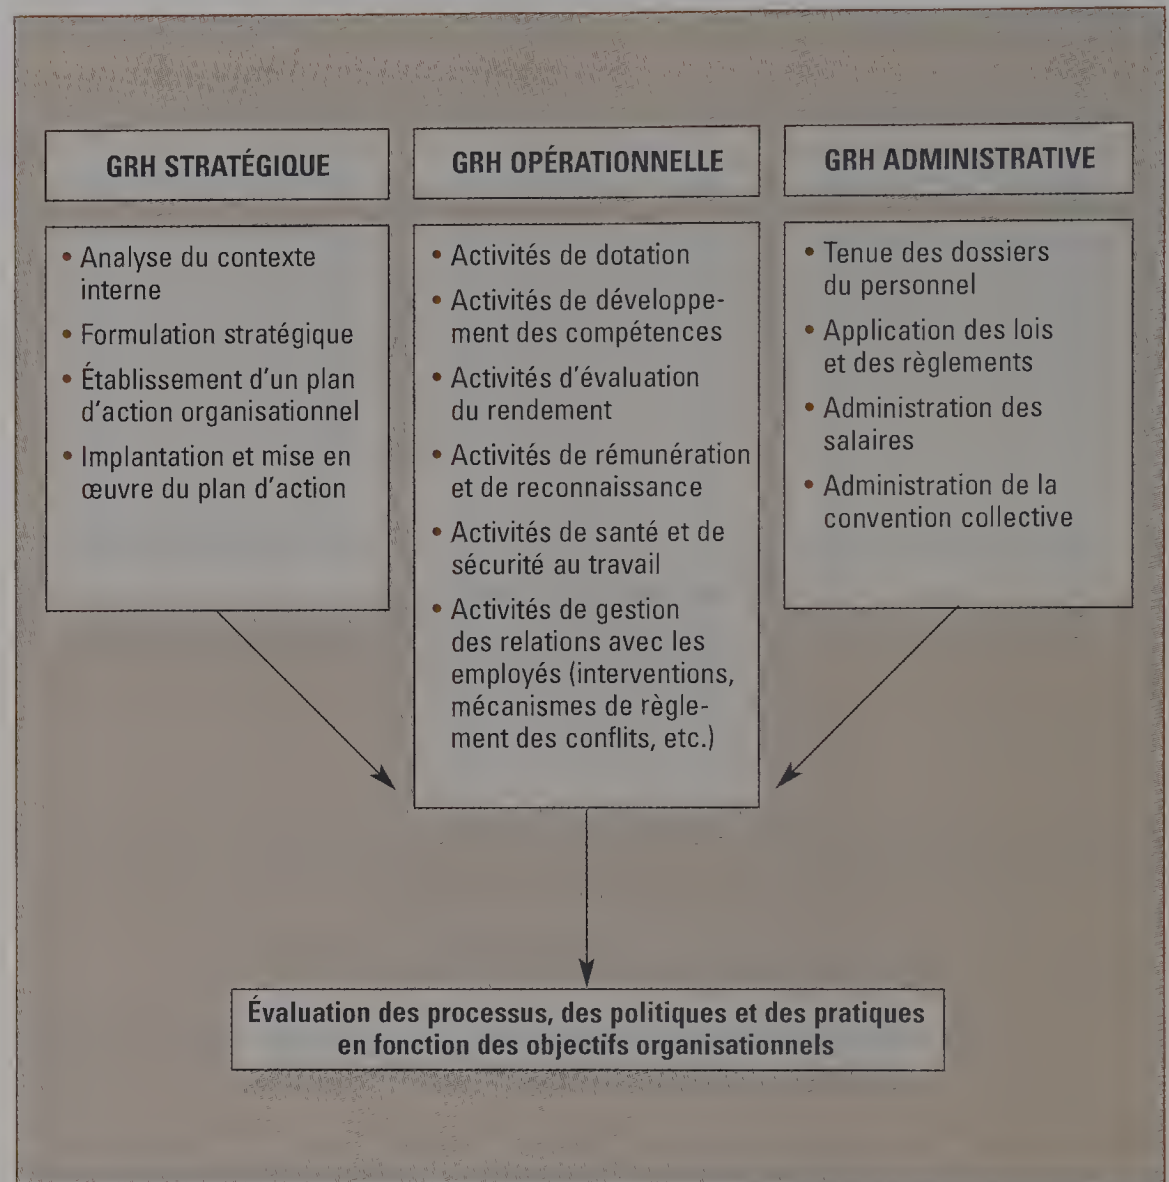 GRH STRATÉGIQUE
• Analyse du contexte
interne
• Formulation stratégique
• Établissement d'un plan
d'action organisationnel
• Implantation et mise en
œuvre du plan d'action
GRH OPÉRATIONNELLE
• Activités de dotation
• Activités de développe-
ment des compétences
• Activités d'évaluation
du rendement
• Activités de rémunération
et de reconnaissance
• Activités de santé et de
sécurité au travail
• Activités de gestion
des relations avec les
employés (interventions,
mécanismes de règle-
ment des conflits, etc.)
GRH ADMINISTRATIVE
• Tenue des dossiers
du personnel
• Application des lois
et des règlements
• Administration des
salaires
• Administration de la
convention collective
Évaluation des processus, des politiques et des pratiques
en fonction des objectifs organisationnels